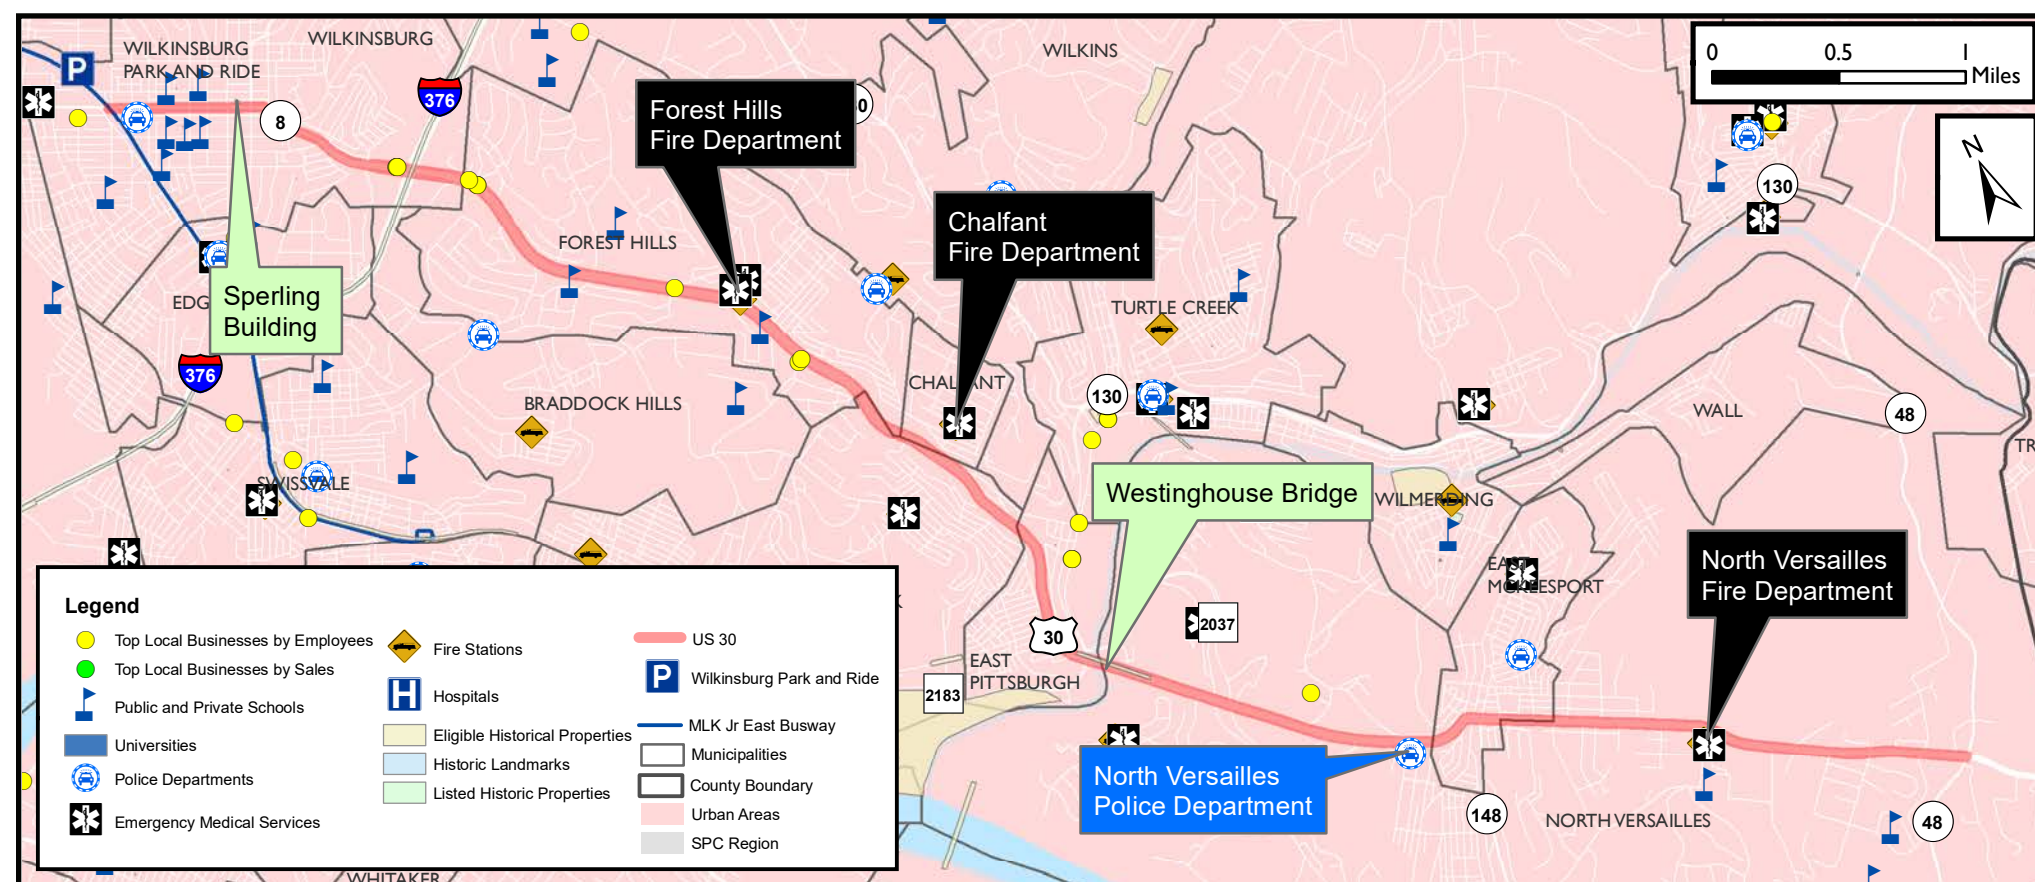 WILKINSBURG
PARK AND RIDE
WILKINSBURG
WILKINS
0 0.5 1
Miles
P
376
8
Forest Hills
Fire Department
N
130
Chalfant
Fire Department
FOREST HILLS
Sperling
Building
TURTLE CREEK
376
CHALFANT
130
BRADDOCK HILLS
WALL
48
SWISSVALE
Westinghouse Bridge
WILMERDING
EAST
MCKEESPORT
North Versailles
Fire Department
2037
30
EAST
PITTSBURGH
2183
North Versailles
Police Department
148
NORTH VERSAILLES
48
WHITAKER
Legend
Top Local Businesses by Employees
Top Local Businesses by Sales
Public and Private Schools
Universities
Police Departments
Emergency Medical Services
Fire Stations
H
Hospitals
Eligible Historical Properties
Historic Landmarks
Listed Historic Properties
US 30
P
Wilkinsburg Park and Ride
MLK Jr East Busway
Municipalities
County Boundary
Urban Areas
SPC Region